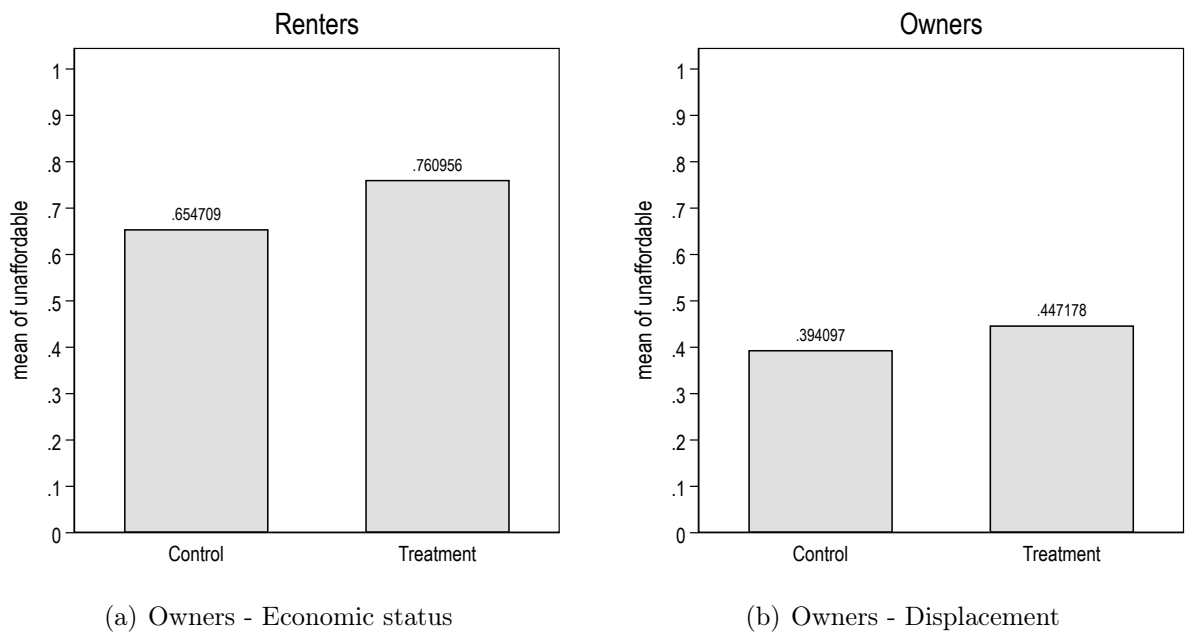 Renters
mean of unaffordable
1
.9
.8
.7
.6
.5
.4
.3
.2
.1
0
.654709
.760956
Control
Treatment
(a) Owners - Economic status
Owners
mean of unaffordable
1
.9
.8
.7
.6
.5
.4
.3
.2
.1
0
.394097
.447178
Control
Treatment
(b) Owners - Displacement